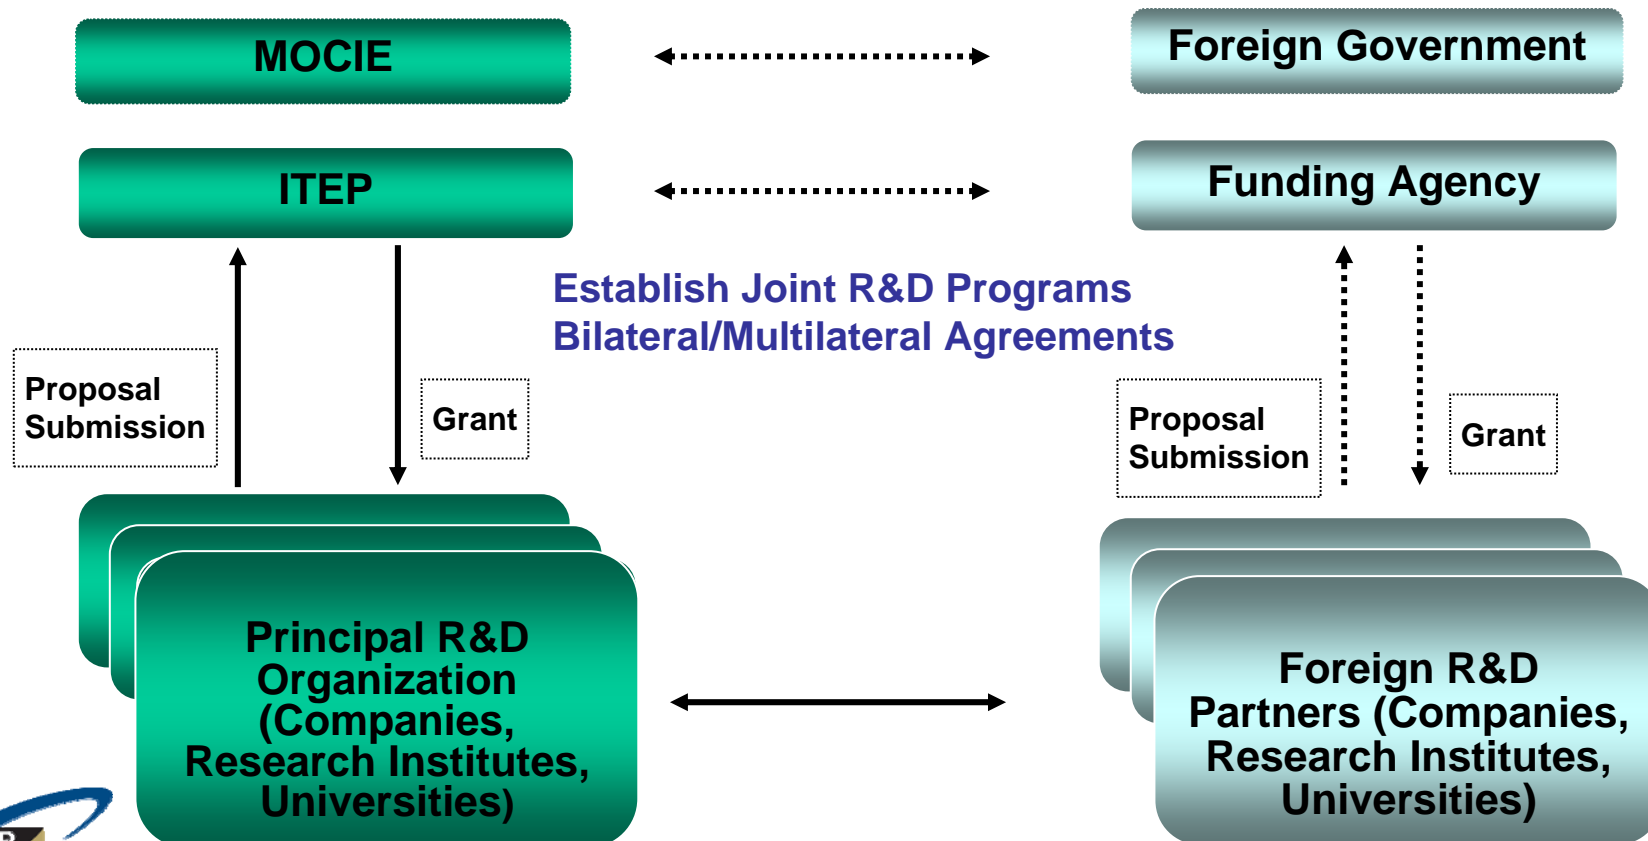 MOCIE
Foreign Government
ITEP
Funding Agency
Establish Joint R&D Programs
Bilateral/Multilateral Agreements
Proposal
Submission
Grant
Proposal
Submission
Grant
Principal R&D
Organization
(Companies,
Research Institutes,
Universities)
Foreign R&D
Partners (Companies,
Research Institutes,
Universities)